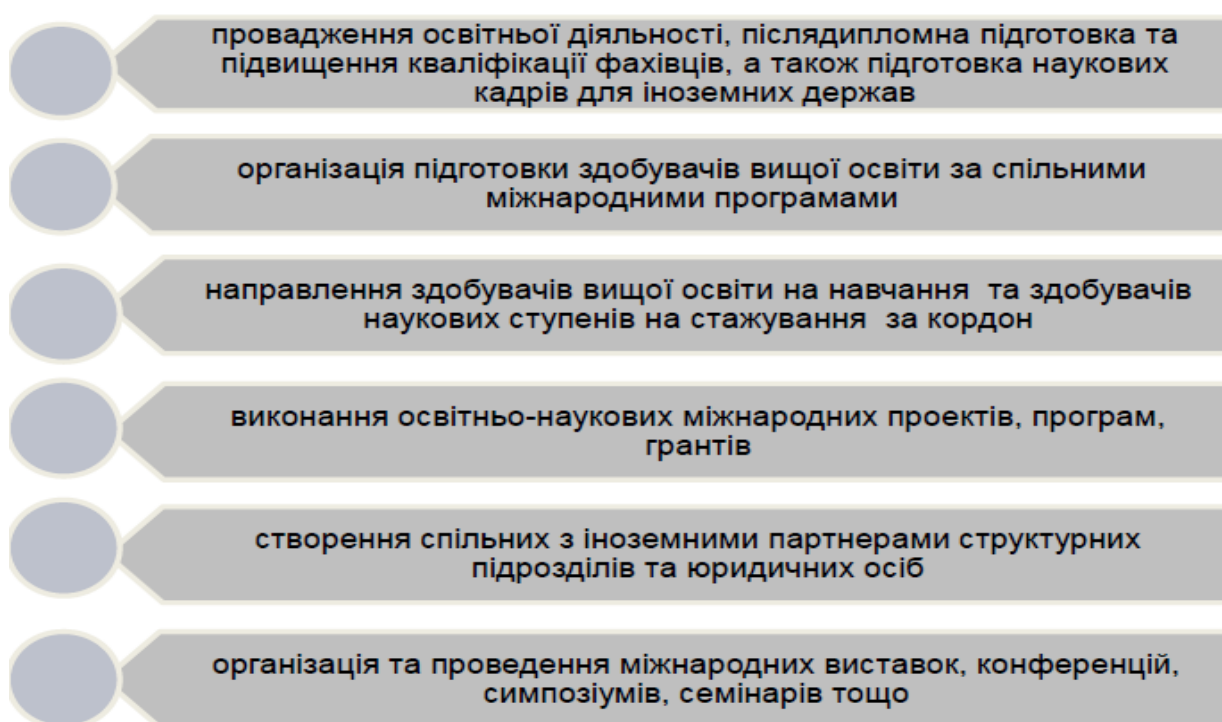 провадження освітньої діяльності, післядипломна підготовка та
підвищення кваліфікації фахівців, а також підготовка наукових
кадрів для іноземних держав
організація підготовки здобувачів вищої освіти за спільними
міжнародними програмами
направлення здобувачів вищої освіти на навчання та здобувачів
наукових ступенів на стажування за кордон
виконання освітньо-наукових міжнародних проектів, програм,
грантів
створення спільних з іноземними партнерами структурних
підрозділів та юридичних осіб
організація та проведення міжнародних виставок, конференцій,
симпозіумів, семінарів тощо